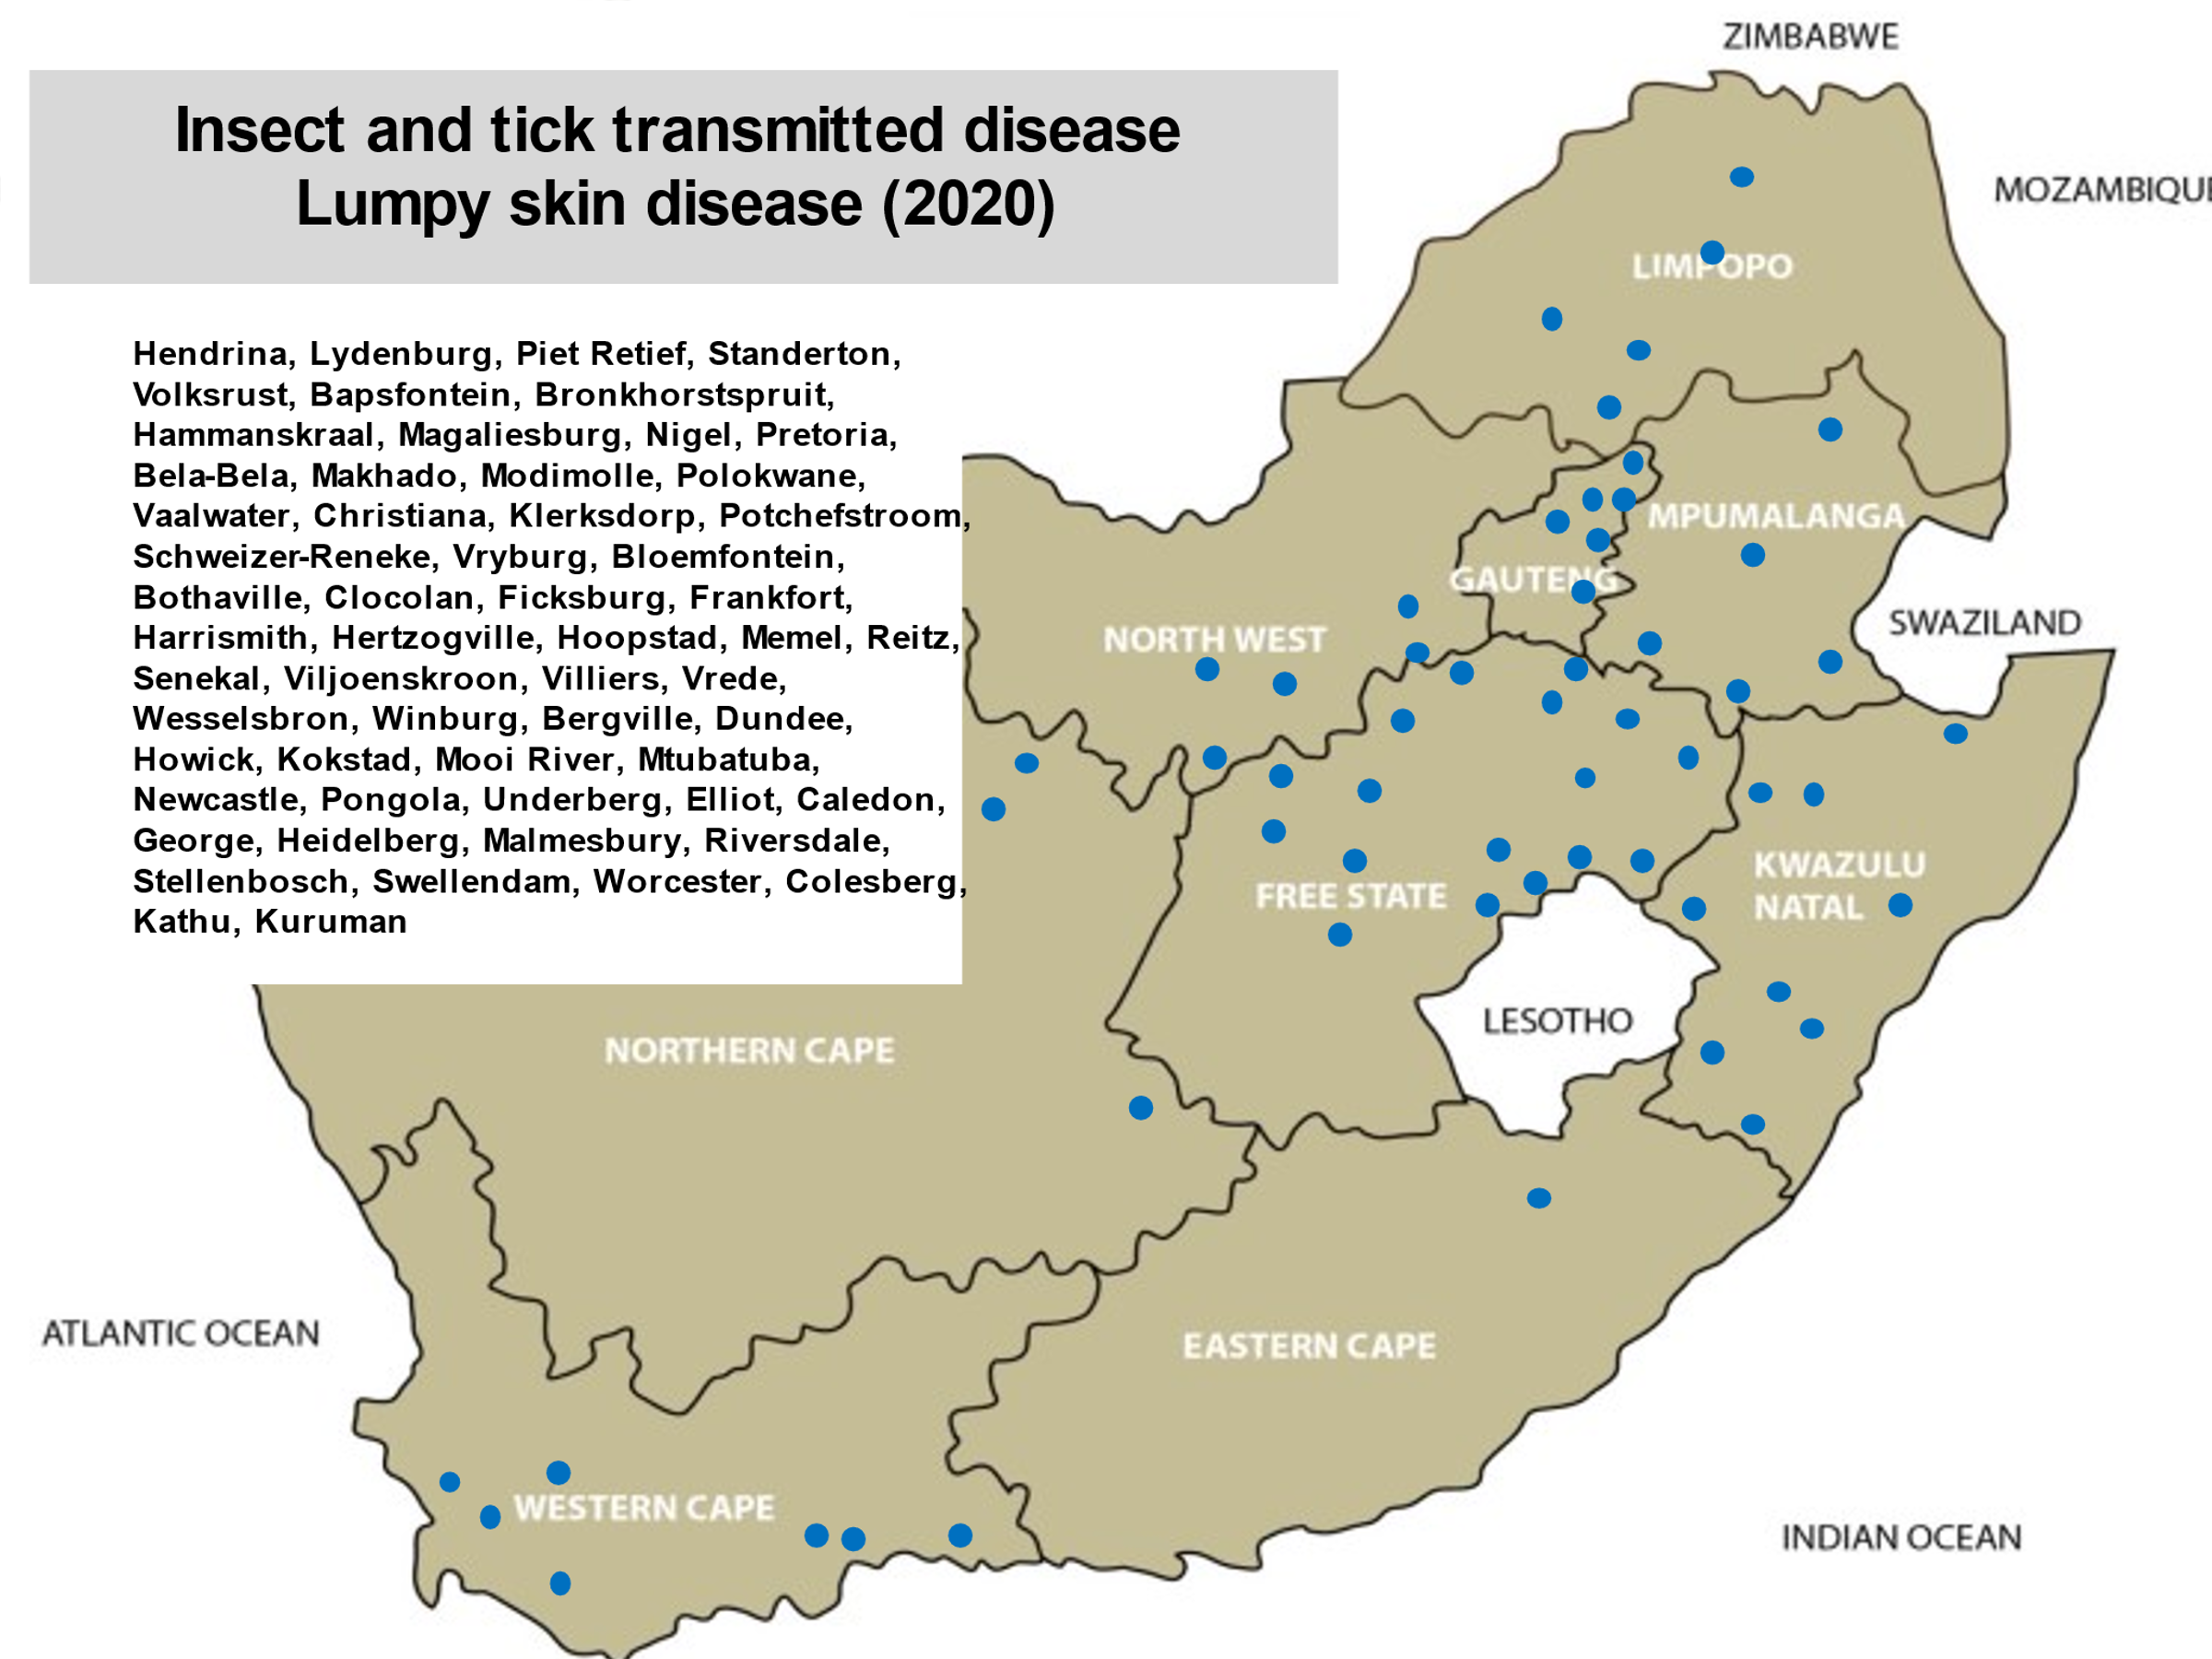 ZIMBABWE
Insect and tick transmitted disease
Lumpy skin disease (2020)
MOZAMBIQUE
LIMPOPO
Hendrina, Lydenburg, Piet Retief, Standerton,
Volksrust, Bapsfontein, Bronkhorstspruit,
Hammanskraal, Magaliesburg, Nigel, Pretoria,
Bela-Bela, Makhado, Modimolle, Polokwane,
Vaalwater, Christiana, Klerksdorp, Potchefstroom,
Schweizer-Reneke, Vryburg, Bloemfontein,
Bothaville, Clocolan, Ficksburg, Frankfort,
Harrismith, Hertzogville, Hoopstad, Memel, Reitz,
Senekal, Viljoenskroon, Villiers, Vrede,
Wesselsbron, Winburg, Bergville, Dundee,
Howick, Kokstad, Mooi River, Mtubatuba,
Newcastle, Pongola, Underberg, Elliot, Caledon,
George, Heidelberg, Malmesbury, Riversdale,
Stellenbosch, Swellendam, Worcester, Colesberg,
Kathu, Kuruman
MPUMALANGA
GAUTENG
SWAZILAND
NORTH WEST
KWAZULU
NATAL
FREE STATE
LESOTHO
NORTHERN CAPE
ATLANTIC OCEAN
EASTERN CAPE
WESTERN CAPE
INDIAN OCEAN